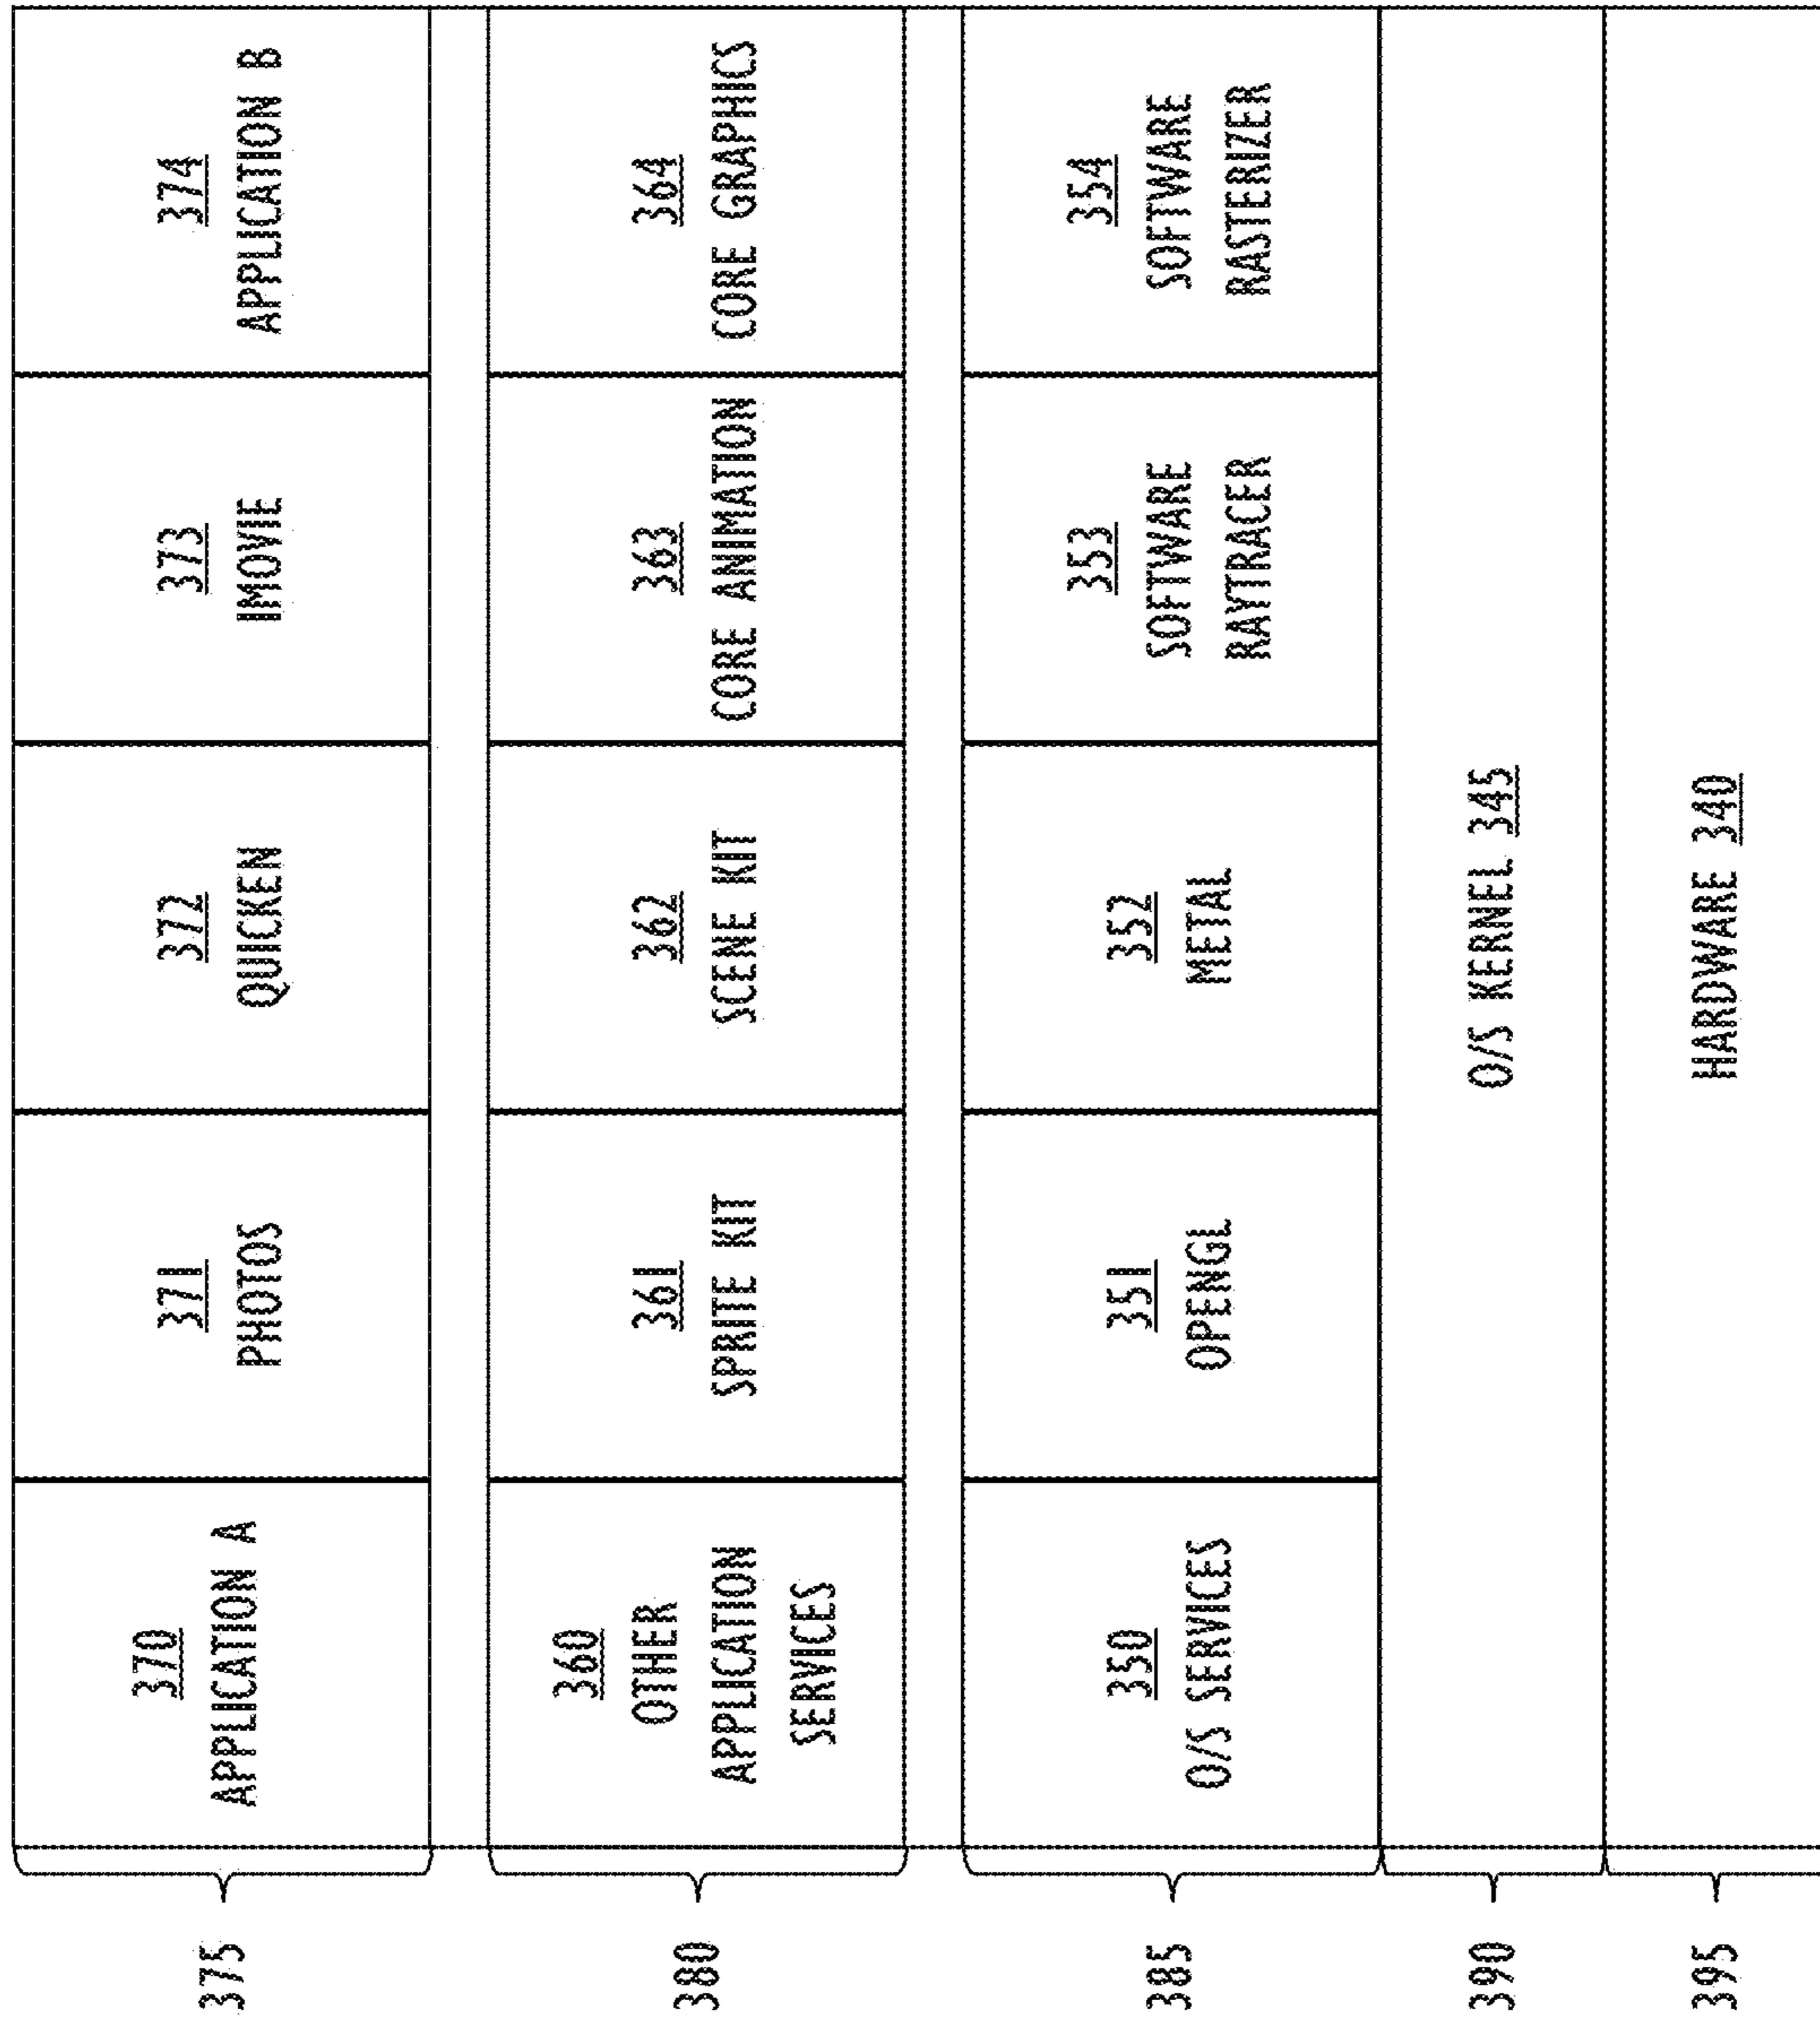 375
370
APPLICATION A
371
PHOTOS
372
QUICKEN
373
IMOVIE
374
APPLICATION B
380
360
OTHER
APPLICATION
SERVICES
361
SPRITE KIT
362
SCENE KIT
363
CORE ANIMATION
364
CORE GRAPHICS
385
350
O/S SERVICES
351
OPENGL
352
METAL
353
SOFTWARE
RAYTRACER
354
SOFTWARE
RASTERIZER
390
O/S KERNEL 345
395
HARDWARE 340